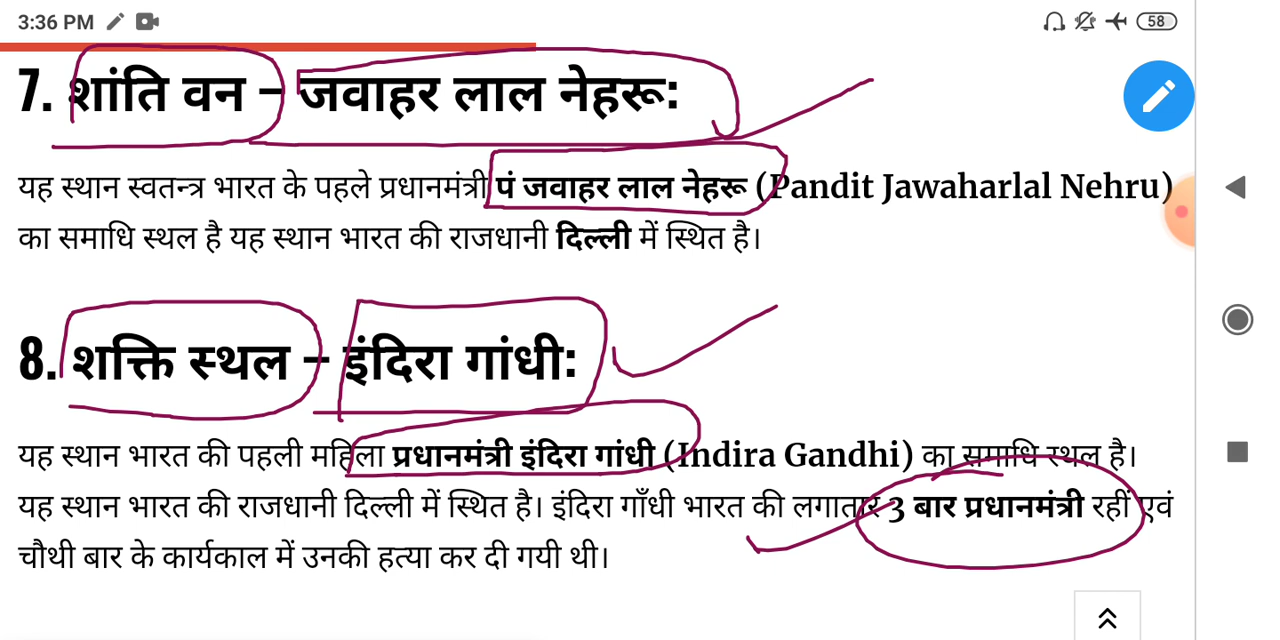 3:36 PM
58
7. शांति वन – जवाहर लाल नेहरू:
यह स्थान स्वतन्त्र भारत के पहले प्रधानमंत्री पं जवाहर लाल नेहरू (Pandit Jawaharlal Nehru)
का समाधि स्थल है यह स्थान भारत की राजधानी दिल्ली में स्थित है।
8. शक्ति स्थल – इंदिरा गांधी:
यह स्थान भारत की पहली महिला प्रधानमंत्री इंदिरा गांधी (Indira Gandhi) का समाधि स्थल है।
यह स्थान भारत की राजधानी दिल्ली में स्थित है। इंदिरा गाँधी भारत की लगातार 3 बार प्रधानमंत्री रहीं एवं
चौथी बार के कार्यकाल में उनकी हत्या कर दी गयी थी।